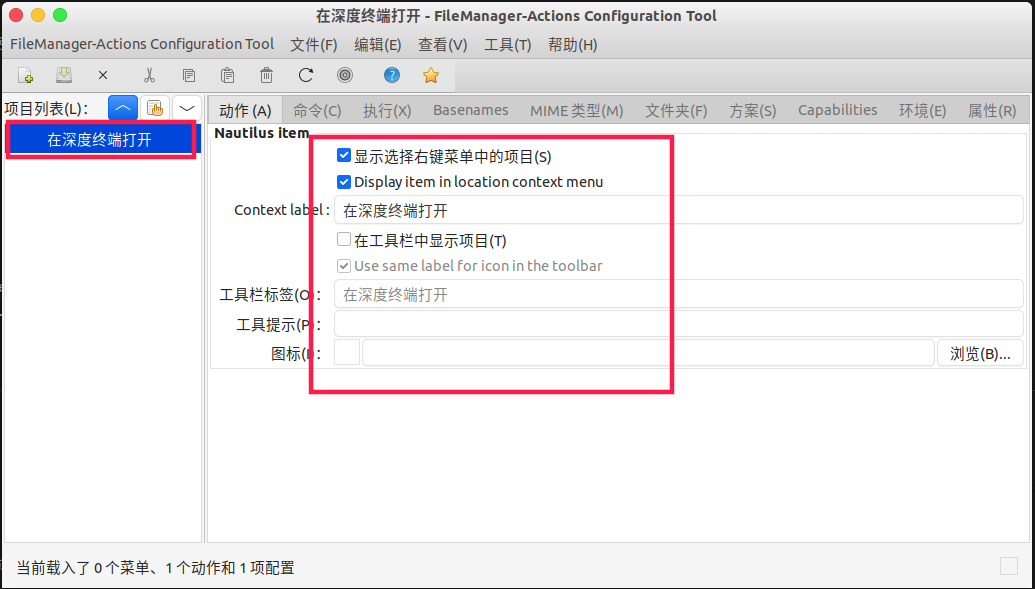 在深度终端打开 - FileManager-Actions Configuration Tool
FileManager-Actions Configuration Tool 文件(F) 编辑(E) 查看(V) 工具(T) 帮助(H)
项目列表(L)：
在深度终端打开
动作 (A) 命令(C) 执行(X) Basenames MIME 类型(M) 文件夹(F) 方案(S) Capabilities 环境(E) 属性(R)
Nautilus item
显示选择右键菜单中的项目(S)
Display item in location context menu
Context label： 在深度终端打开
在工具栏中显示项目(T)
Use same label for icon in the toolbar
工具栏标签(O)： 在深度终端打开
工具提示(P)：
图标(I)： 浏览(B)...
当前载入了 0 个菜单、1 个动作和 1 项配置